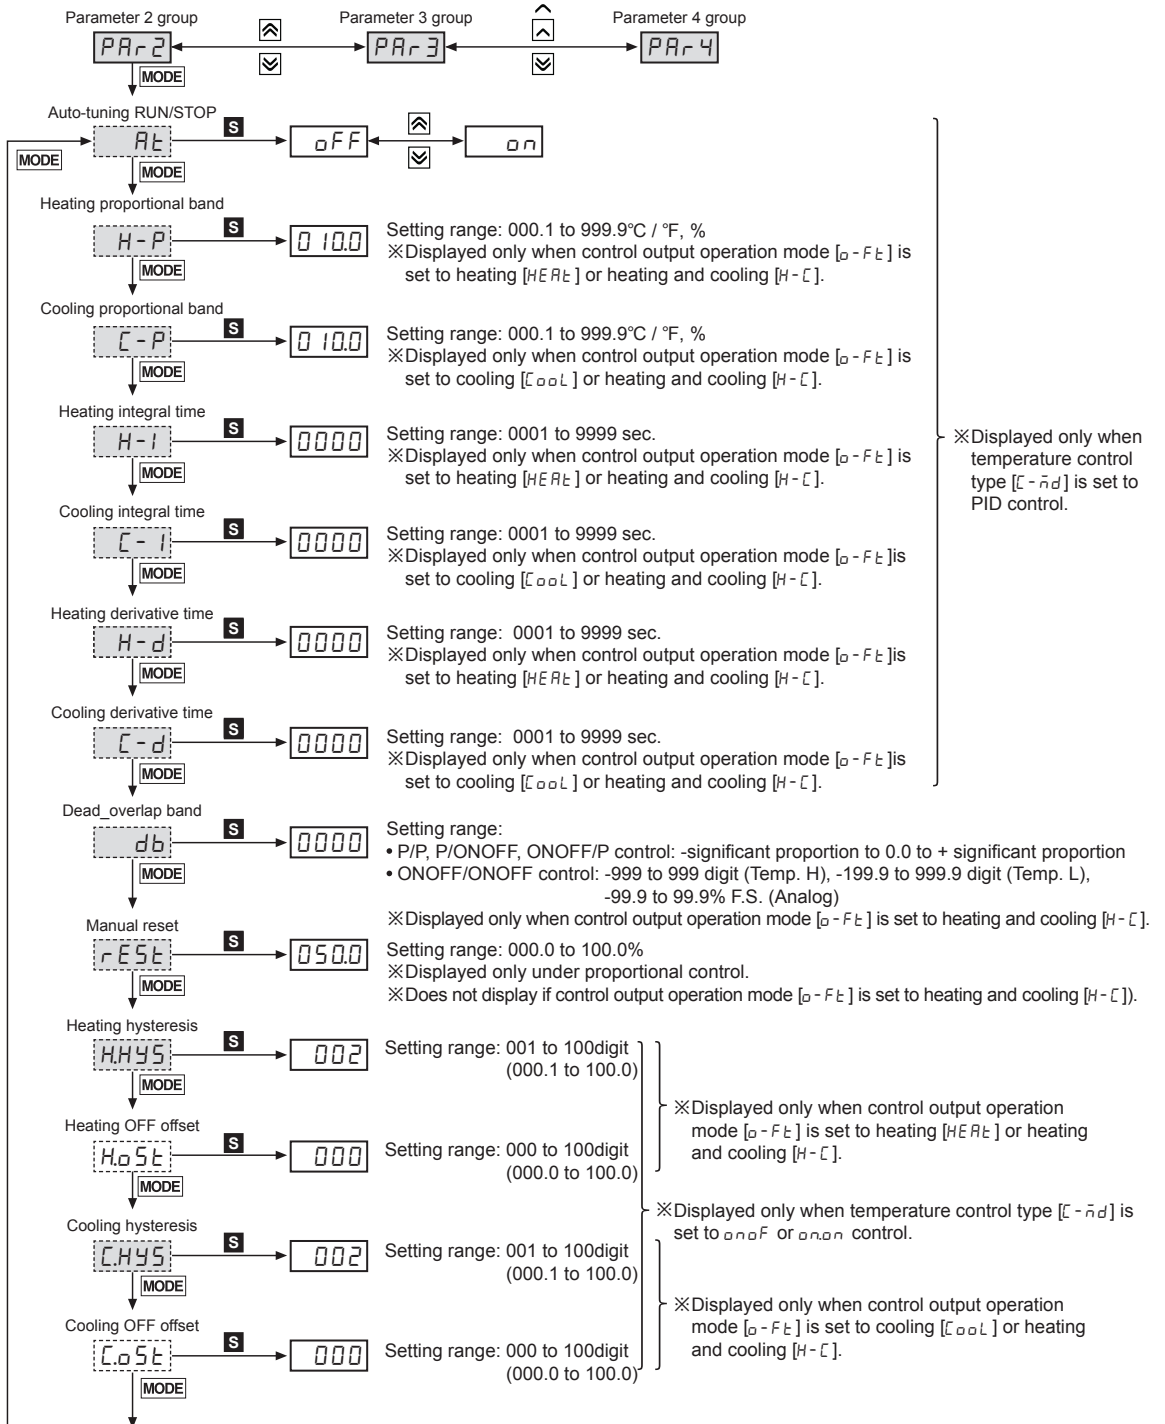 Parameter 2 group Parameter 3 group Parameter 4 group
PAr2 PAr3 PAr4
MODE
Auto-tuning RUN/STOP
MODE At S oFF on
MODE
Heating proportional band
H-P S 010.0 Setting range: 000.1 to 999.9°C / °F, %
※Displayed only when control output operation mode [o-Ft] is
MODE set to heating [HEAt] or heating and cooling [H-C].
Cooling proportional band
C-P S 010.0 Setting range: 000.1 to 999.9°C / °F, %
※Displayed only when control output operation mode [o-Ft] is
MODE set to cooling [CooL] or heating and cooling [H-C].
Heating integral time
H-I S 0000 Setting range: 0001 to 9999 sec.
※Displayed only when control output operation mode [o-Ft] is
MODE set to heating [HEAt] or heating and cooling [H-C].
※Displayed only when
temperature control
type [C-md] is set to
PID control.
Cooling integral time
C-I S 0000 Setting range: 0001 to 9999 sec.
※Displayed only when control output operation mode [o-Ft]is
MODE set to cooling [CooL] or heating and cooling [H-C].
Heating derivative time
H-d S 0000 Setting range: 0001 to 9999 sec.
※Displayed only when control output operation mode [o-Ft]is
MODE set to heating [HEAt] or heating and cooling [H-C].
Cooling derivative time
C-d S 0000 Setting range: 0001 to 9999 sec.
※Displayed only when control output operation mode [o-Ft]is
MODE set to cooling [CooL] or heating and cooling [H-C].
Dead_overlap band
db S 0000 Setting range:
• P/P, P/ONOFF, ONOFF/P control: -significant proportion to 0.0 to + significant proportion
MODE • ONOFF/ONOFF control: -999 to 999 digit (Temp. H), -199.9 to 999.9 digit (Temp. L),
-99.9 to 99.9% F.S. (Analog)
※Displayed only when control output operation mode [o-Ft] is set to heating and cooling [H-C].
Manual reset
rESt S 050.0 Setting range: 000.0 to 100.0%
※Displayed only under proportional control.
MODE ※Does not display if control output operation mode [o-Ft] is set to heating and cooling [H-C]).
Heating hysteresis
H.HYS S 002 Setting range: 001 to 100digit
(000.1 to 100.0)
MODE
※Displayed only when control output operation
mode [o-Ft] is set to heating [HEAt] or heating
and cooling [H-C].
Heating OFF offset
H.oSt S 000 Setting range: 000 to 100digit
(000.0 to 100.0)
MODE
※Displayed only when temperature control type [C-md] is
set to onoF or on.on control.
Cooling hysteresis
C.HYS S 002 Setting range: 001 to 100digit
(000.1 to 100.0)
MODE
※Displayed only when control output operation
mode [o-Ft] is set to cooling [CooL] or heating
and cooling [H-C].
Cooling OFF offset
C.oSt S 000 Setting range: 000 to 100digit
(000.0 to 100.0)
MODE